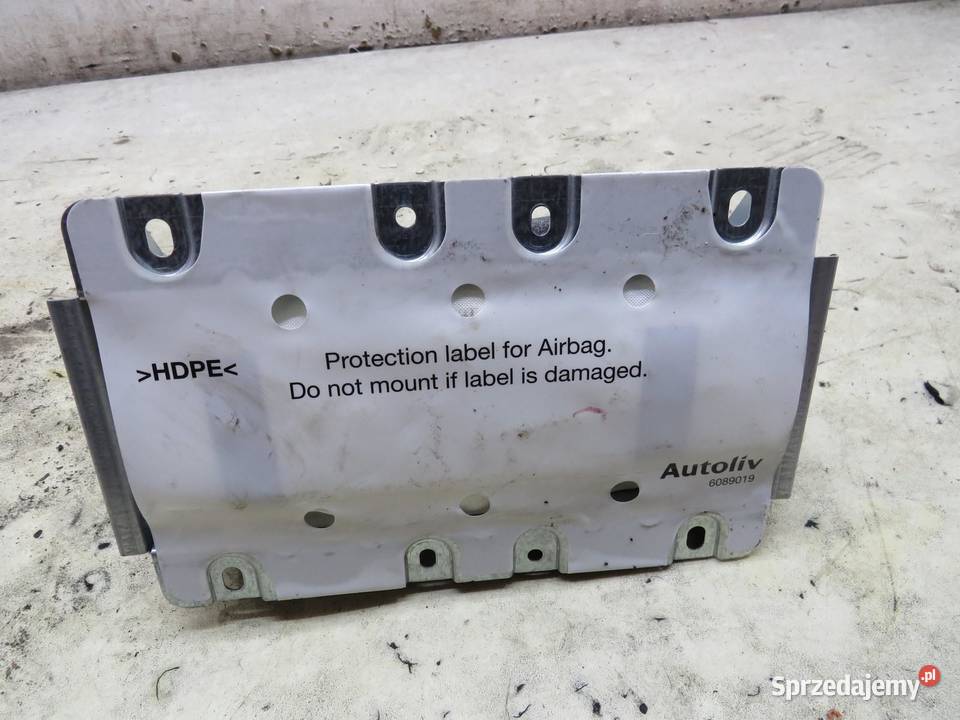 >HDPE<
Protection label for Airbag.
Do not mount if label is damaged.
Autoliv
6089019
Sprzedajemy.pl